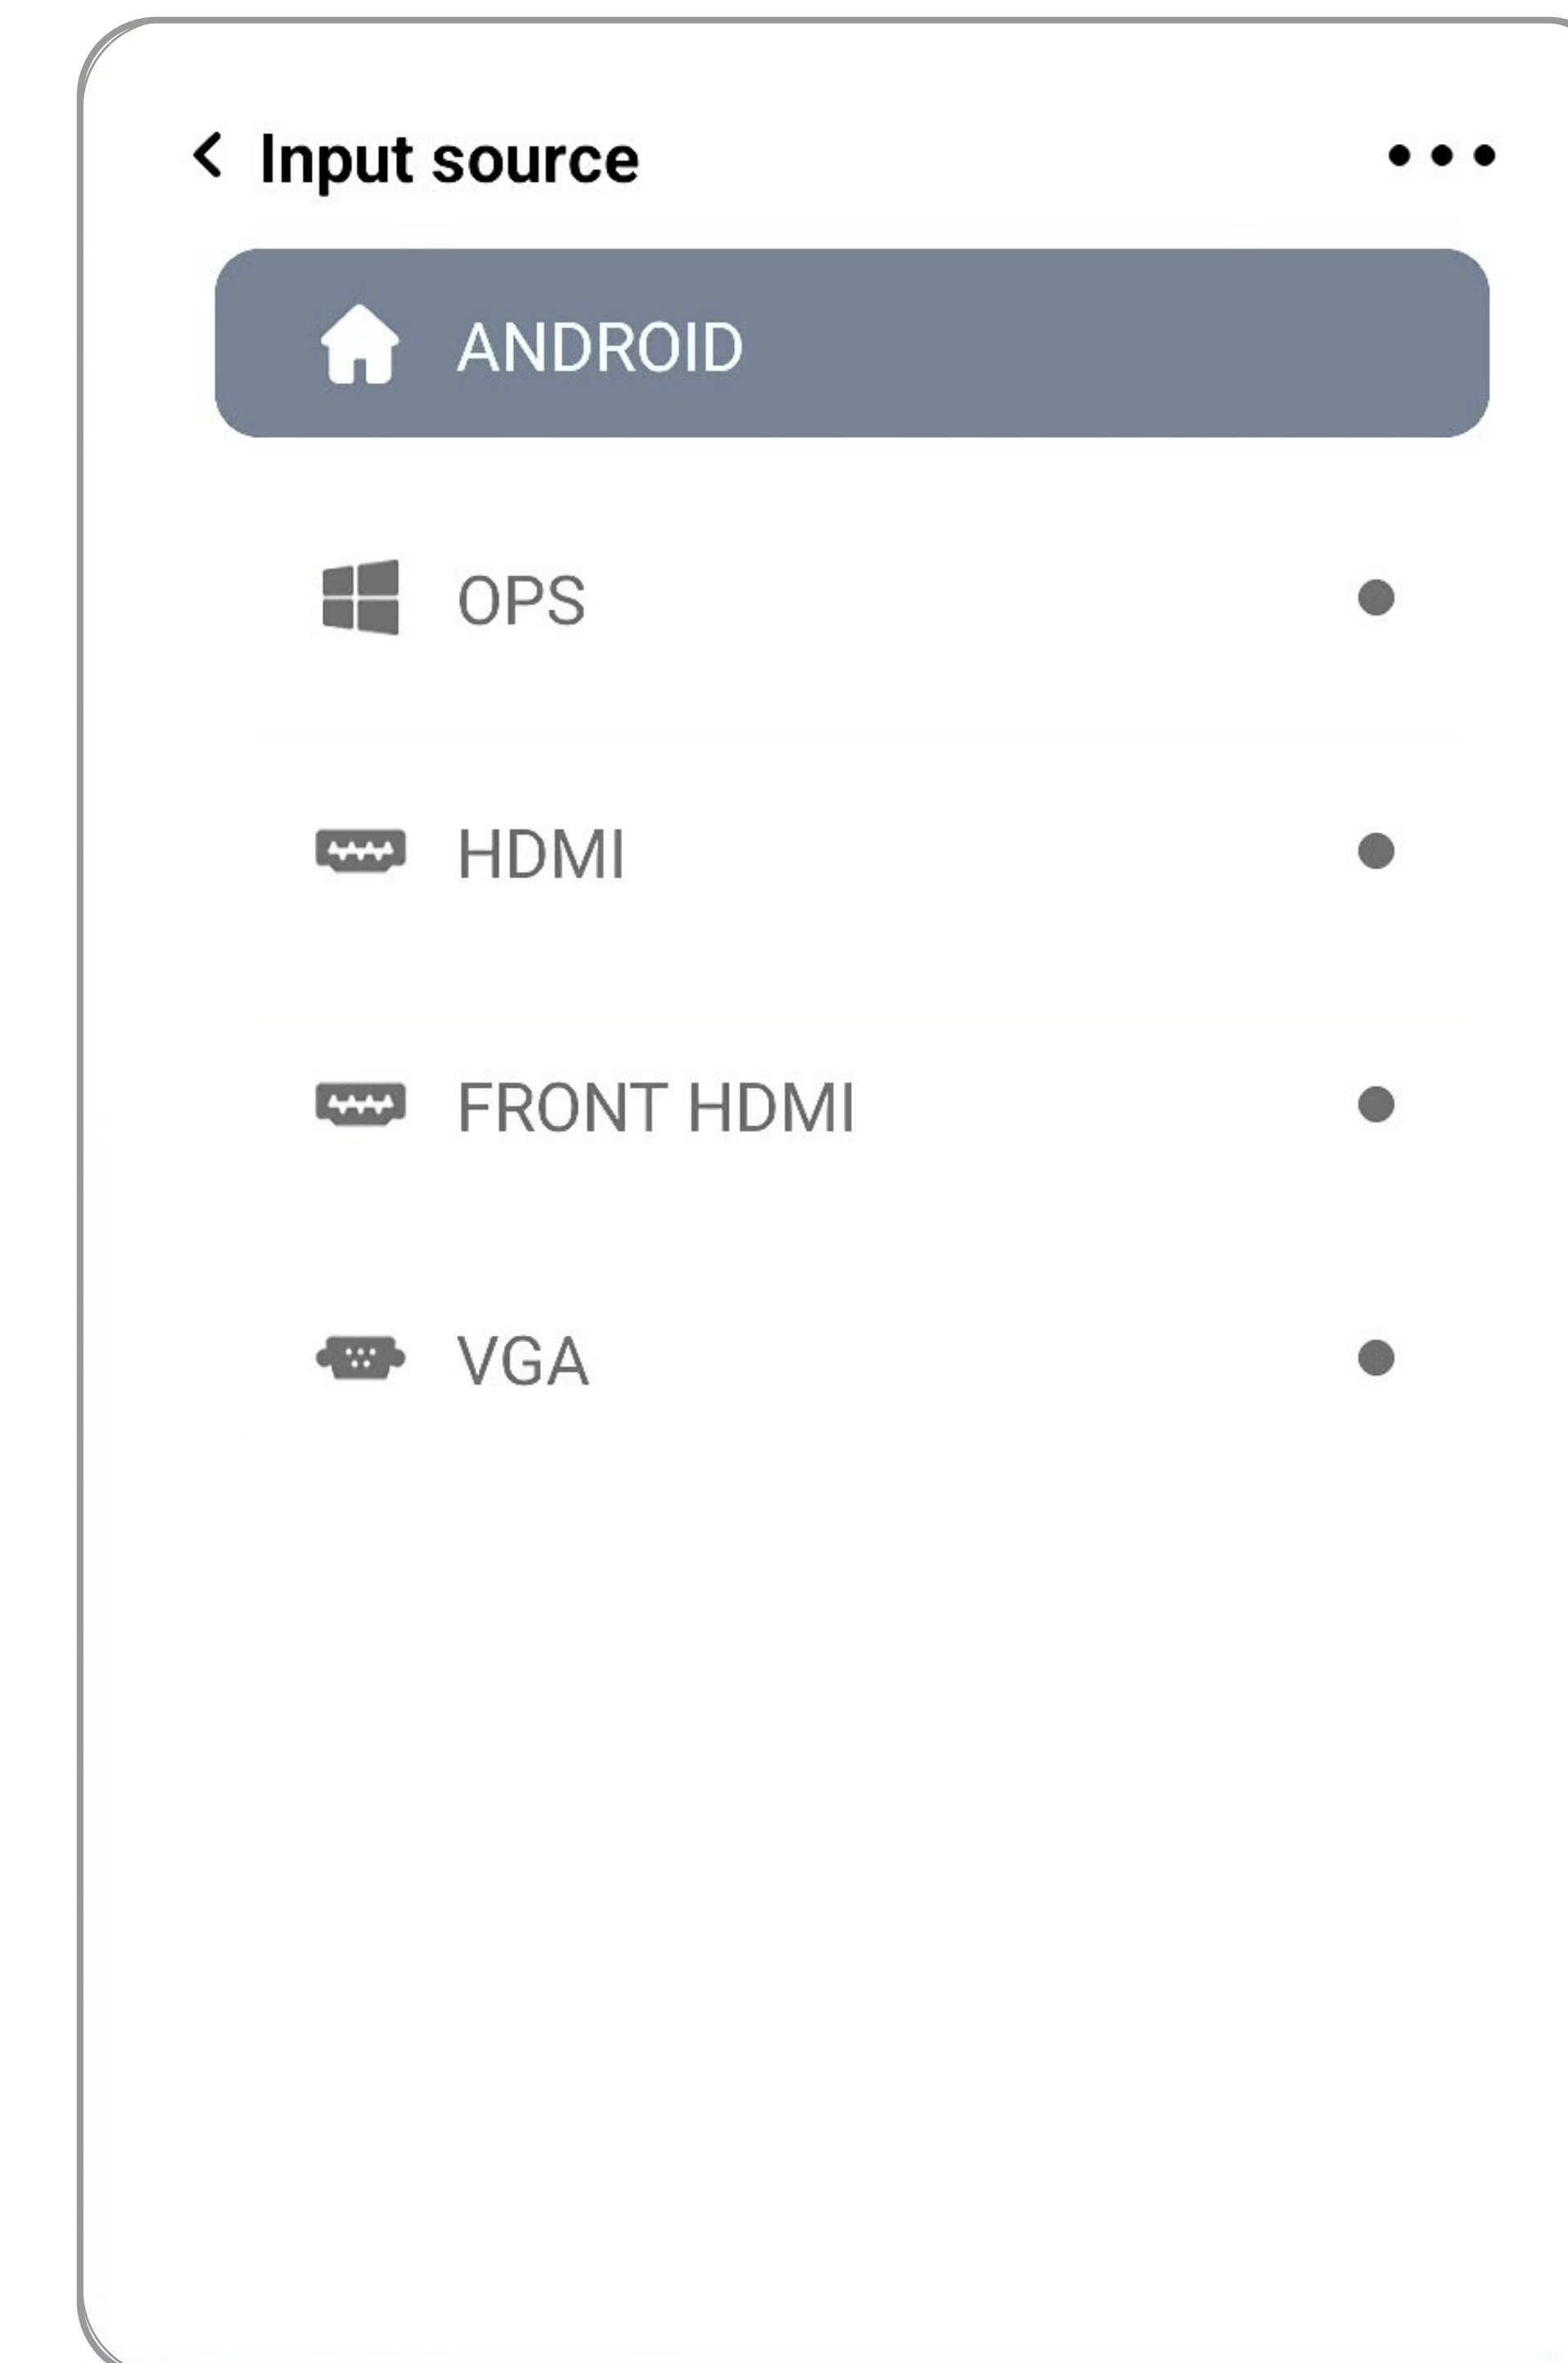 Input source
ANDROID
OPS
HDMI
FRONT HDMI
VGA